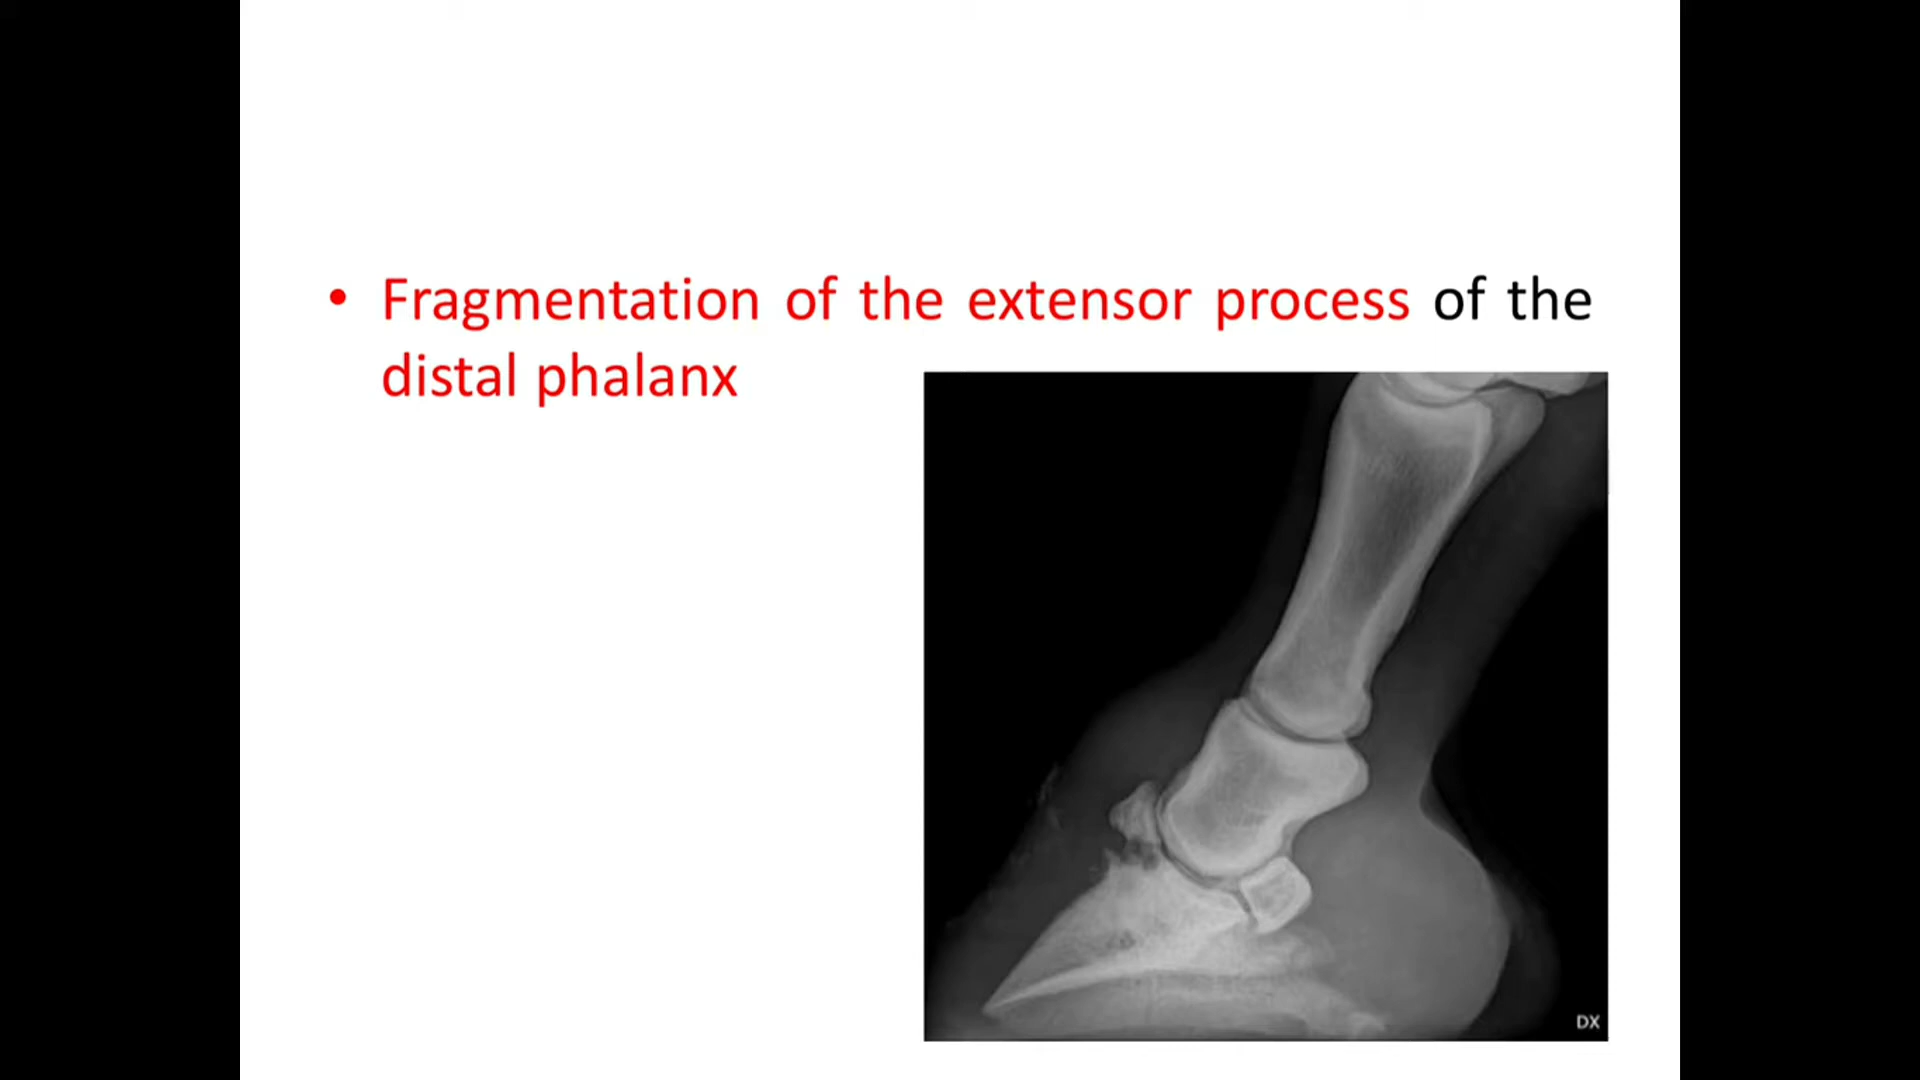 • Fragmentation of the extensor process of the
distal phalanx
DX